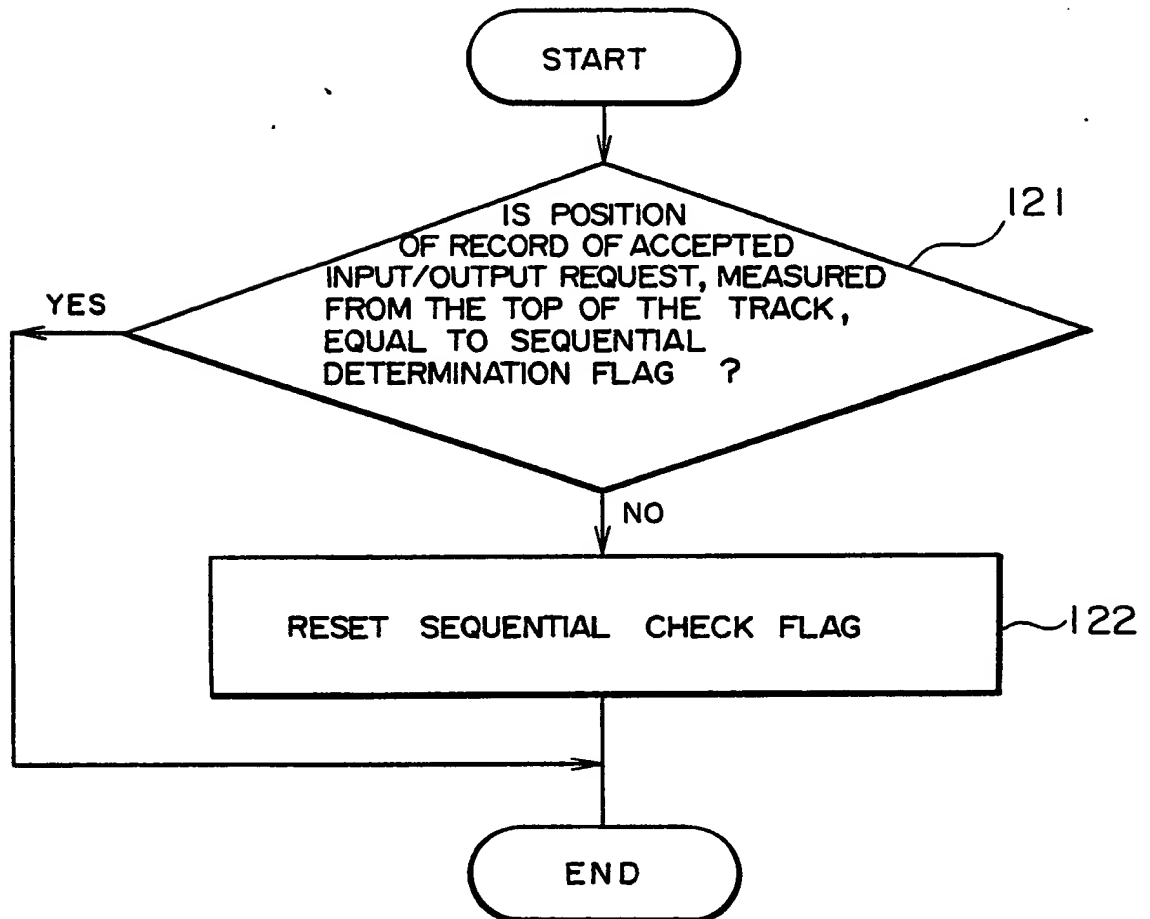 START
121
IS POSITION
OF RECORD OF ACCEPTED
INPUT/OUTPUT REQUEST, MEASURED
FROM THE TOP OF THE TRACK,
EQUAL TO SEQUENTIAL
DETERMINATION FLAG ?
YES
NO
RESET SEQUENTIAL CHECK FLAG
122
END